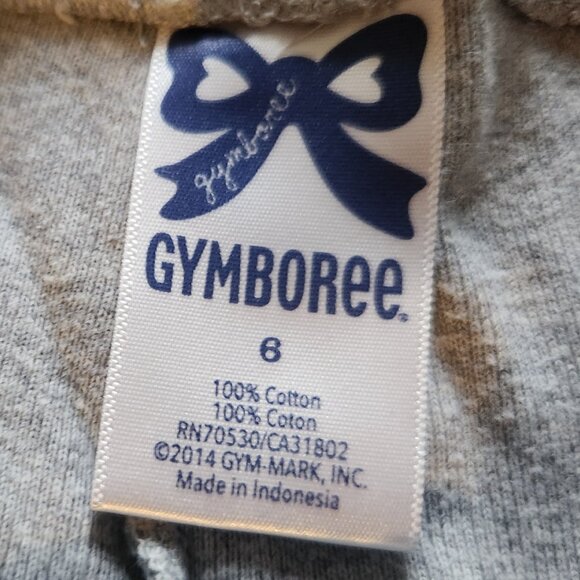 gymboree
GYMBORee.
6
100% Cotton
100% Coton
RN70530/CA31802
©2014 GYM-MARK, INC.
Made in Indonesia